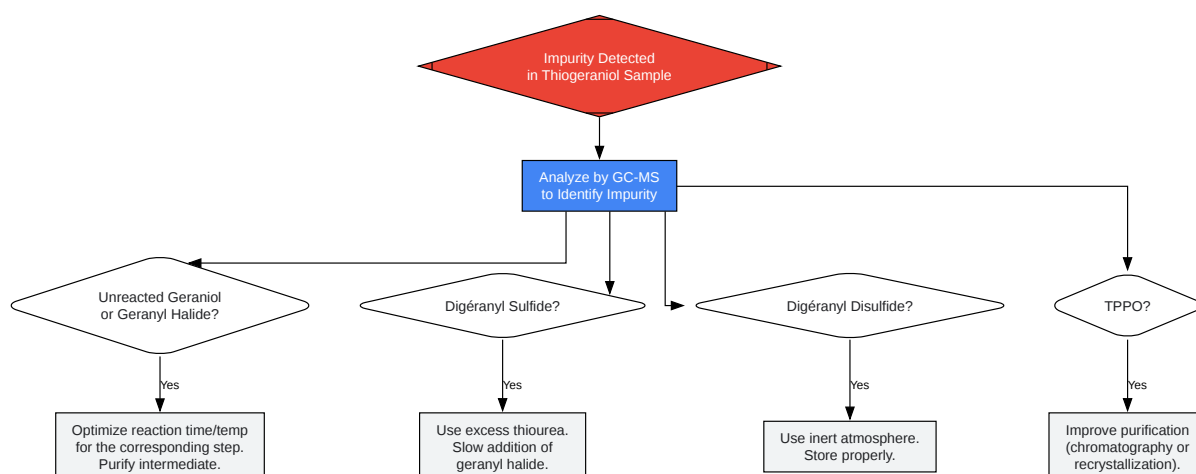 Impurity Detected
in Thiogeraniol Sample
Analyze by GC-MS
to Identify Impurity
Unreacted Geraniol
or Geranyl Halide?
Digéranyl Sulfide?
Digéranyl Disulfide?
TPPO?
Yes
Yes
Yes
Yes
Optimize reaction time/temp
for the corresponding step.
Purify intermediate.
Use excess thiourea.
Slow addition of
geranyl halide.
Use inert atmosphere.
Store properly.
Improve purification
(chromatography or
recrystallization).